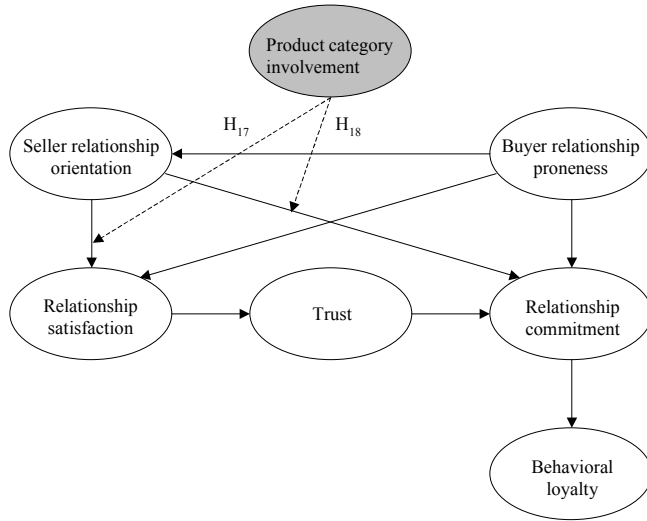 Product category
involvement
H17
H18
Seller relationship
orientation
Buyer relationship
proneness
Relationship
satisfaction
Trust
Relationship
commitment
Behavioral
loyalty